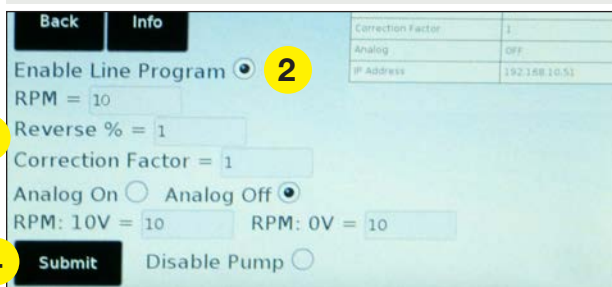 Back Info
Correction Factor 1
Analog OFF
IP Address 192.168.10.51
Enable Line Program 2
RPM = 10
Reverse % = 1
Correction Factor = 1
Analog On Analog Off
RPM: 10V = 10 RPM: 0V = 10
Submit Disable Pump